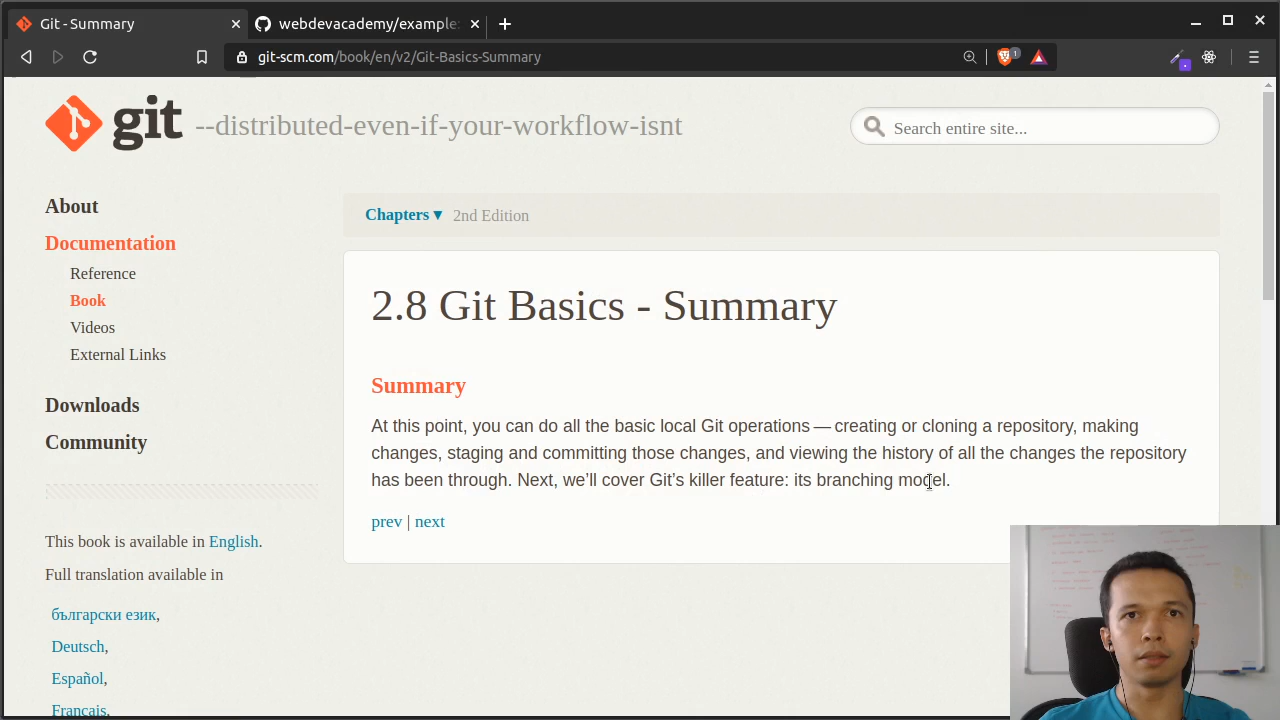 Git - Summary
webdevacademy/example
git-scm.com/book/en/v2/Git-Basics-Summary
1
git --distributed-even-if-your-workflow-isnt
Search entire site...
About
Documentation
Reference
Book
Videos
External Links
Downloads
Community
This book is available in English.
Full translation available in
български език,
Deutsch,
Español,
Français,
Chapters ▾ 2nd Edition
2.8 Git Basics - Summary
Summary
At this point, you can do all the basic local Git operations — creating or cloning a repository, making
changes, staging and committing those changes, and viewing the history of all the changes the repository
has been through. Next, we’ll cover Git’s killer feature: its branching model.
prev | next